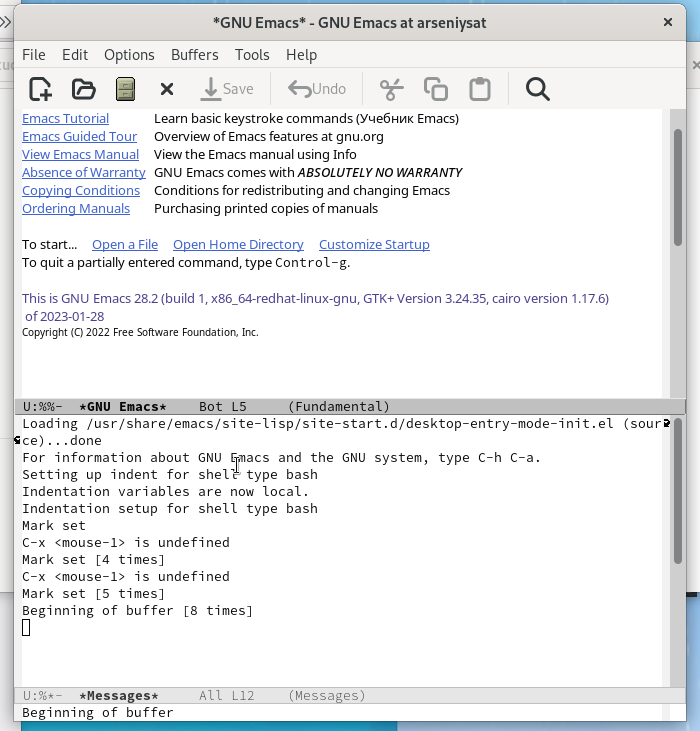 *GNU Emacs* - GNU Emacs at arseniysat
File Edit Options Buffers Tools Help
Save Undo
Emacs Tutorial Learn basic keystroke commands (Учебник Emacs)
Emacs Guided Tour Overview of Emacs features at gnu.org
View Emacs Manual View the Emacs manual using Info
Absence of Warranty GNU Emacs comes with ABSOLUTELY NO WARRANTY
Copying Conditions Conditions for redistributing and changing Emacs
Ordering Manuals Purchasing printed copies of manuals
To start... Open a File Open Home Directory Customize Startup
To quit a partially entered command, type Control-g.
This is GNU Emacs 28.2 (build 1, x86_64-redhat-linux-gnu, GTK+ Version 3.24.35, cairo version 1.17.6)
of 2023-01-28
Copyright (C) 2022 Free Software Foundation, Inc.
U:%%- *GNU Emacs* Bot L5 (Fundamental)
Loading /usr/share/emacs/site-lisp/site-start.d/desktop-entry-mode-init.el (sour
ce)...done
For information about GNU Emacs and the GNU system, type C-h C-a.
Setting up indent for shell type bash
Indentation variables are now local.
Indentation setup for shell type bash
Mark set
C-x <mouse-1> is undefined
Mark set [4 times]
C-x <mouse-1> is undefined
Mark set [5 times]
Beginning of buffer [8 times]
U:%*- *Messages* All L12 (Messages)
Beginning of buffer